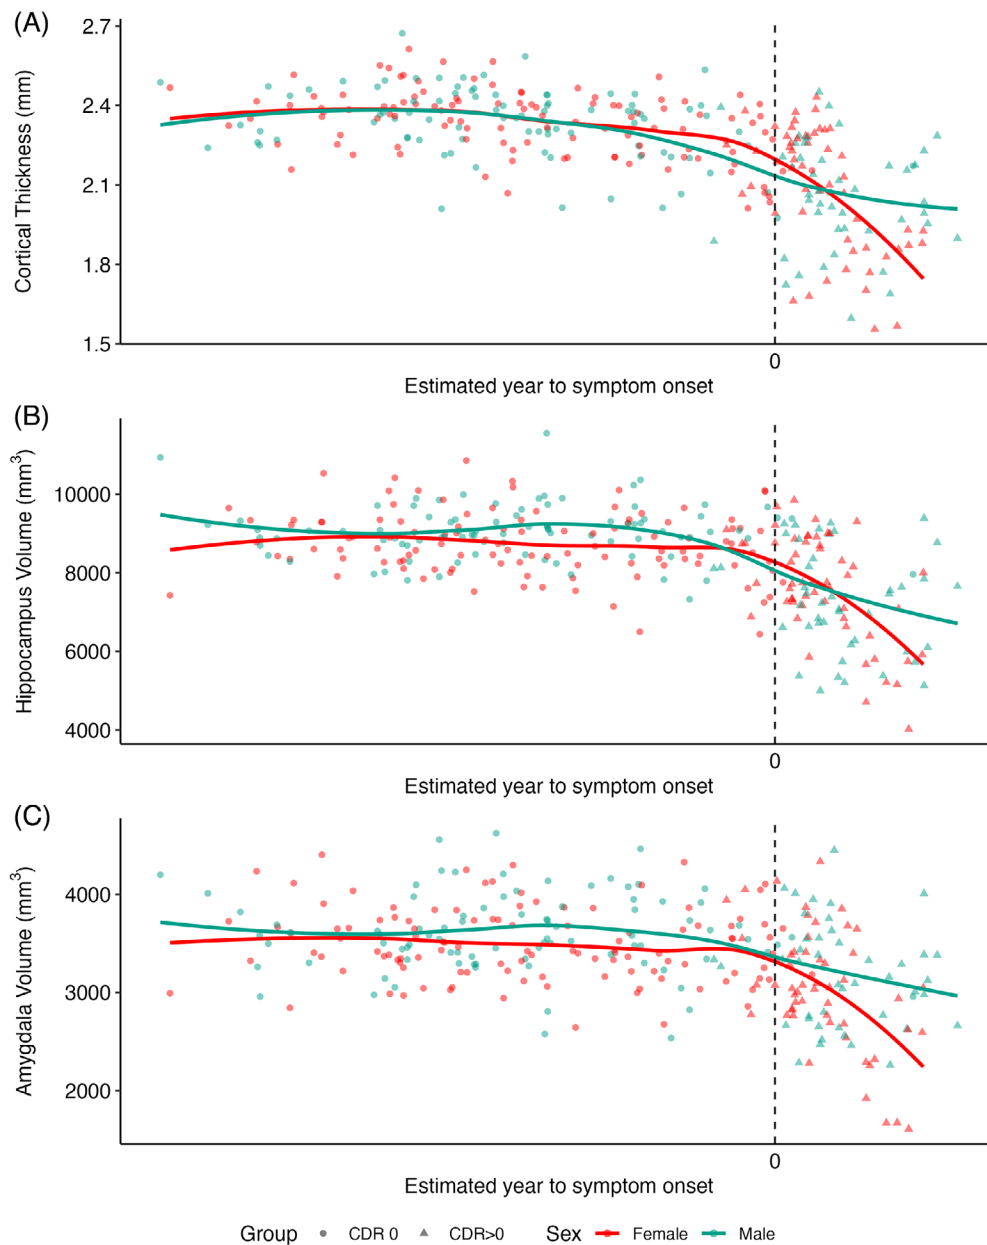 (A)
2.7
2.4
2.1
1.8
1.5
Cortical Thickness (mm)
0
Estimated year to symptom onset
(B)
10000
8000
6000
4000
Hippocampus Volume (mm³)
0
Estimated year to symptom onset
(C)
4000
3000
2000
Amygdala Volume (mm³)
0
Estimated year to symptom onset
Group CDR 0 CDR>0 Sex Female Male